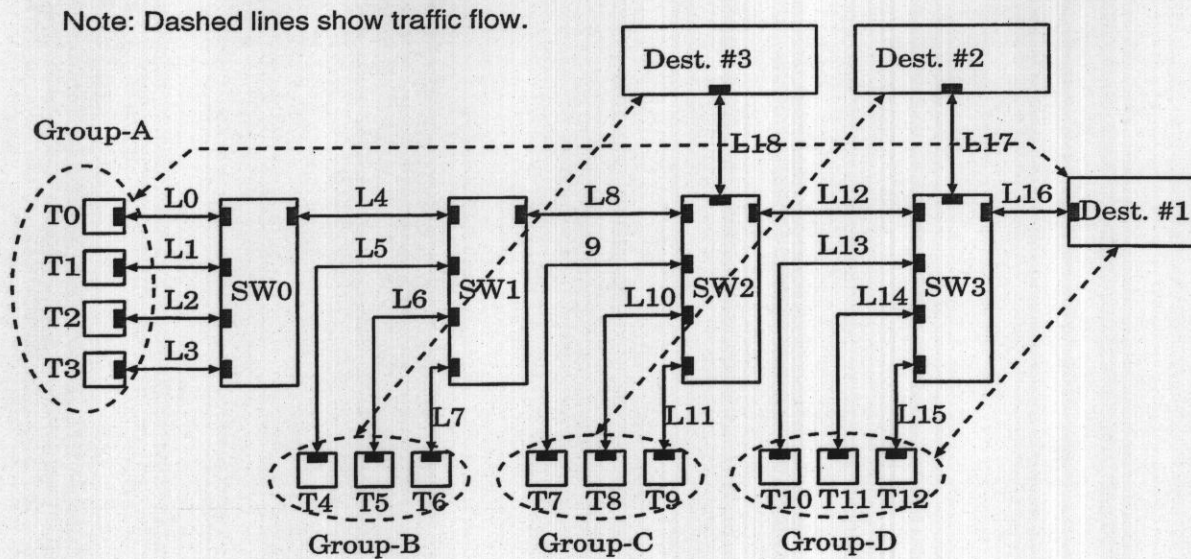 Note: Dashed lines show traffic flow.
Dest. #3
Dest. #2
Group-A
L18
L17
T0
L0
L4
L8
L12
L16
Dest. #1
T1
L1
L5
9
L13
SW0
SW1
SW2
SW3
T2
L2
L6
L10
L14
T3
L3
L7
L11
L15
T4
T5
T6
T7
T8
T9
T10
T11
T12
Group-B
Group-C
Group-D